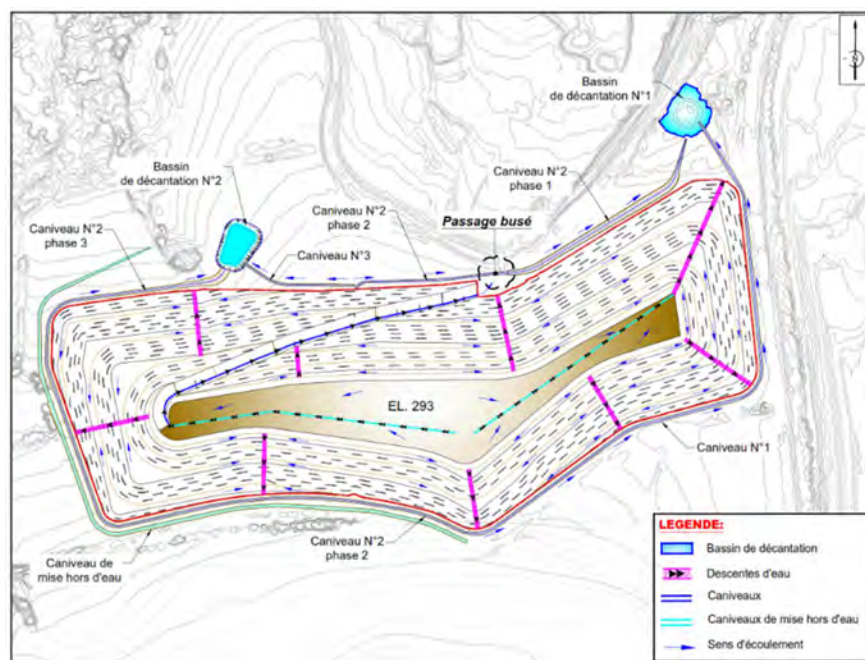 Bassin
de décantation N°1
Bassin
de décantation N°2
Caniveau N°2
phase 1
Caniveau N°2
phase 2
Passage busé
Caniveau N°2
phase 3
Caniveau N°3
EL. 293
Caniveau N°1
Caniveau N°2
phase 2
Caniveau de
mise hors d'eau
LEGENDE:
Bassin de décantation
Descentes d'eau
Caniveaux
Caniveaux de mise hors d'eau
Sens d'écoulement